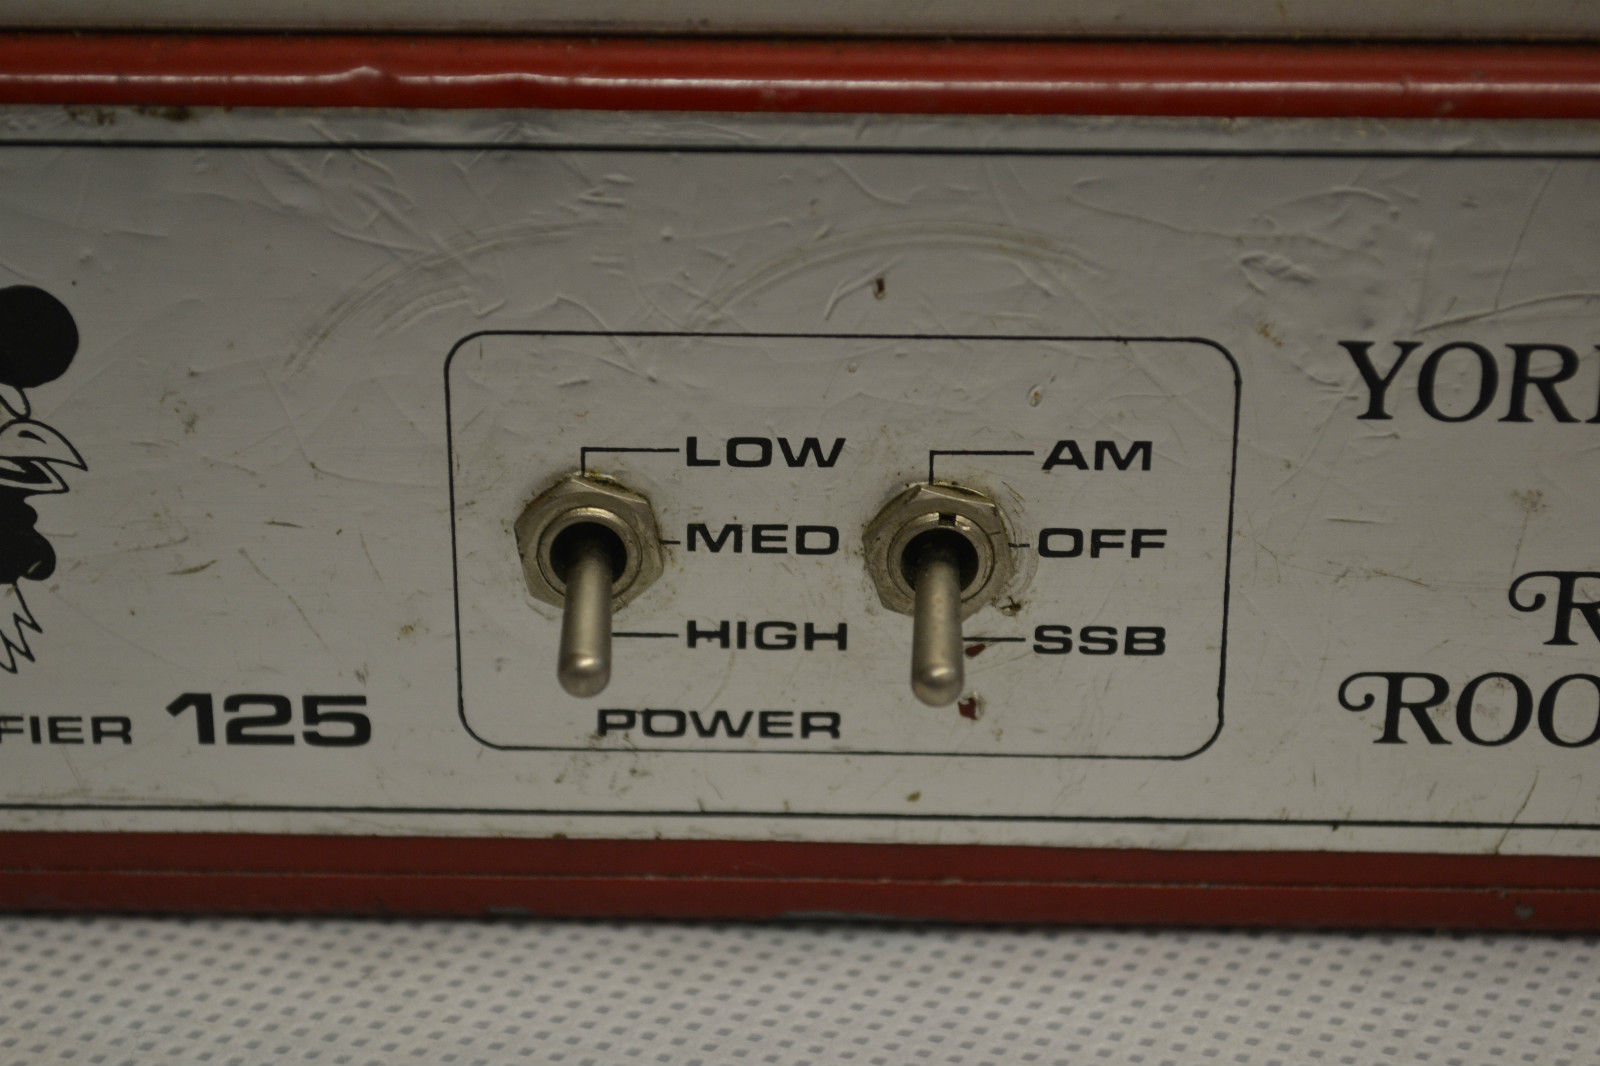 LOW
MED
HIGH
POWER
AM
OFF
SSB
FIER 125
YOR
R
ROO